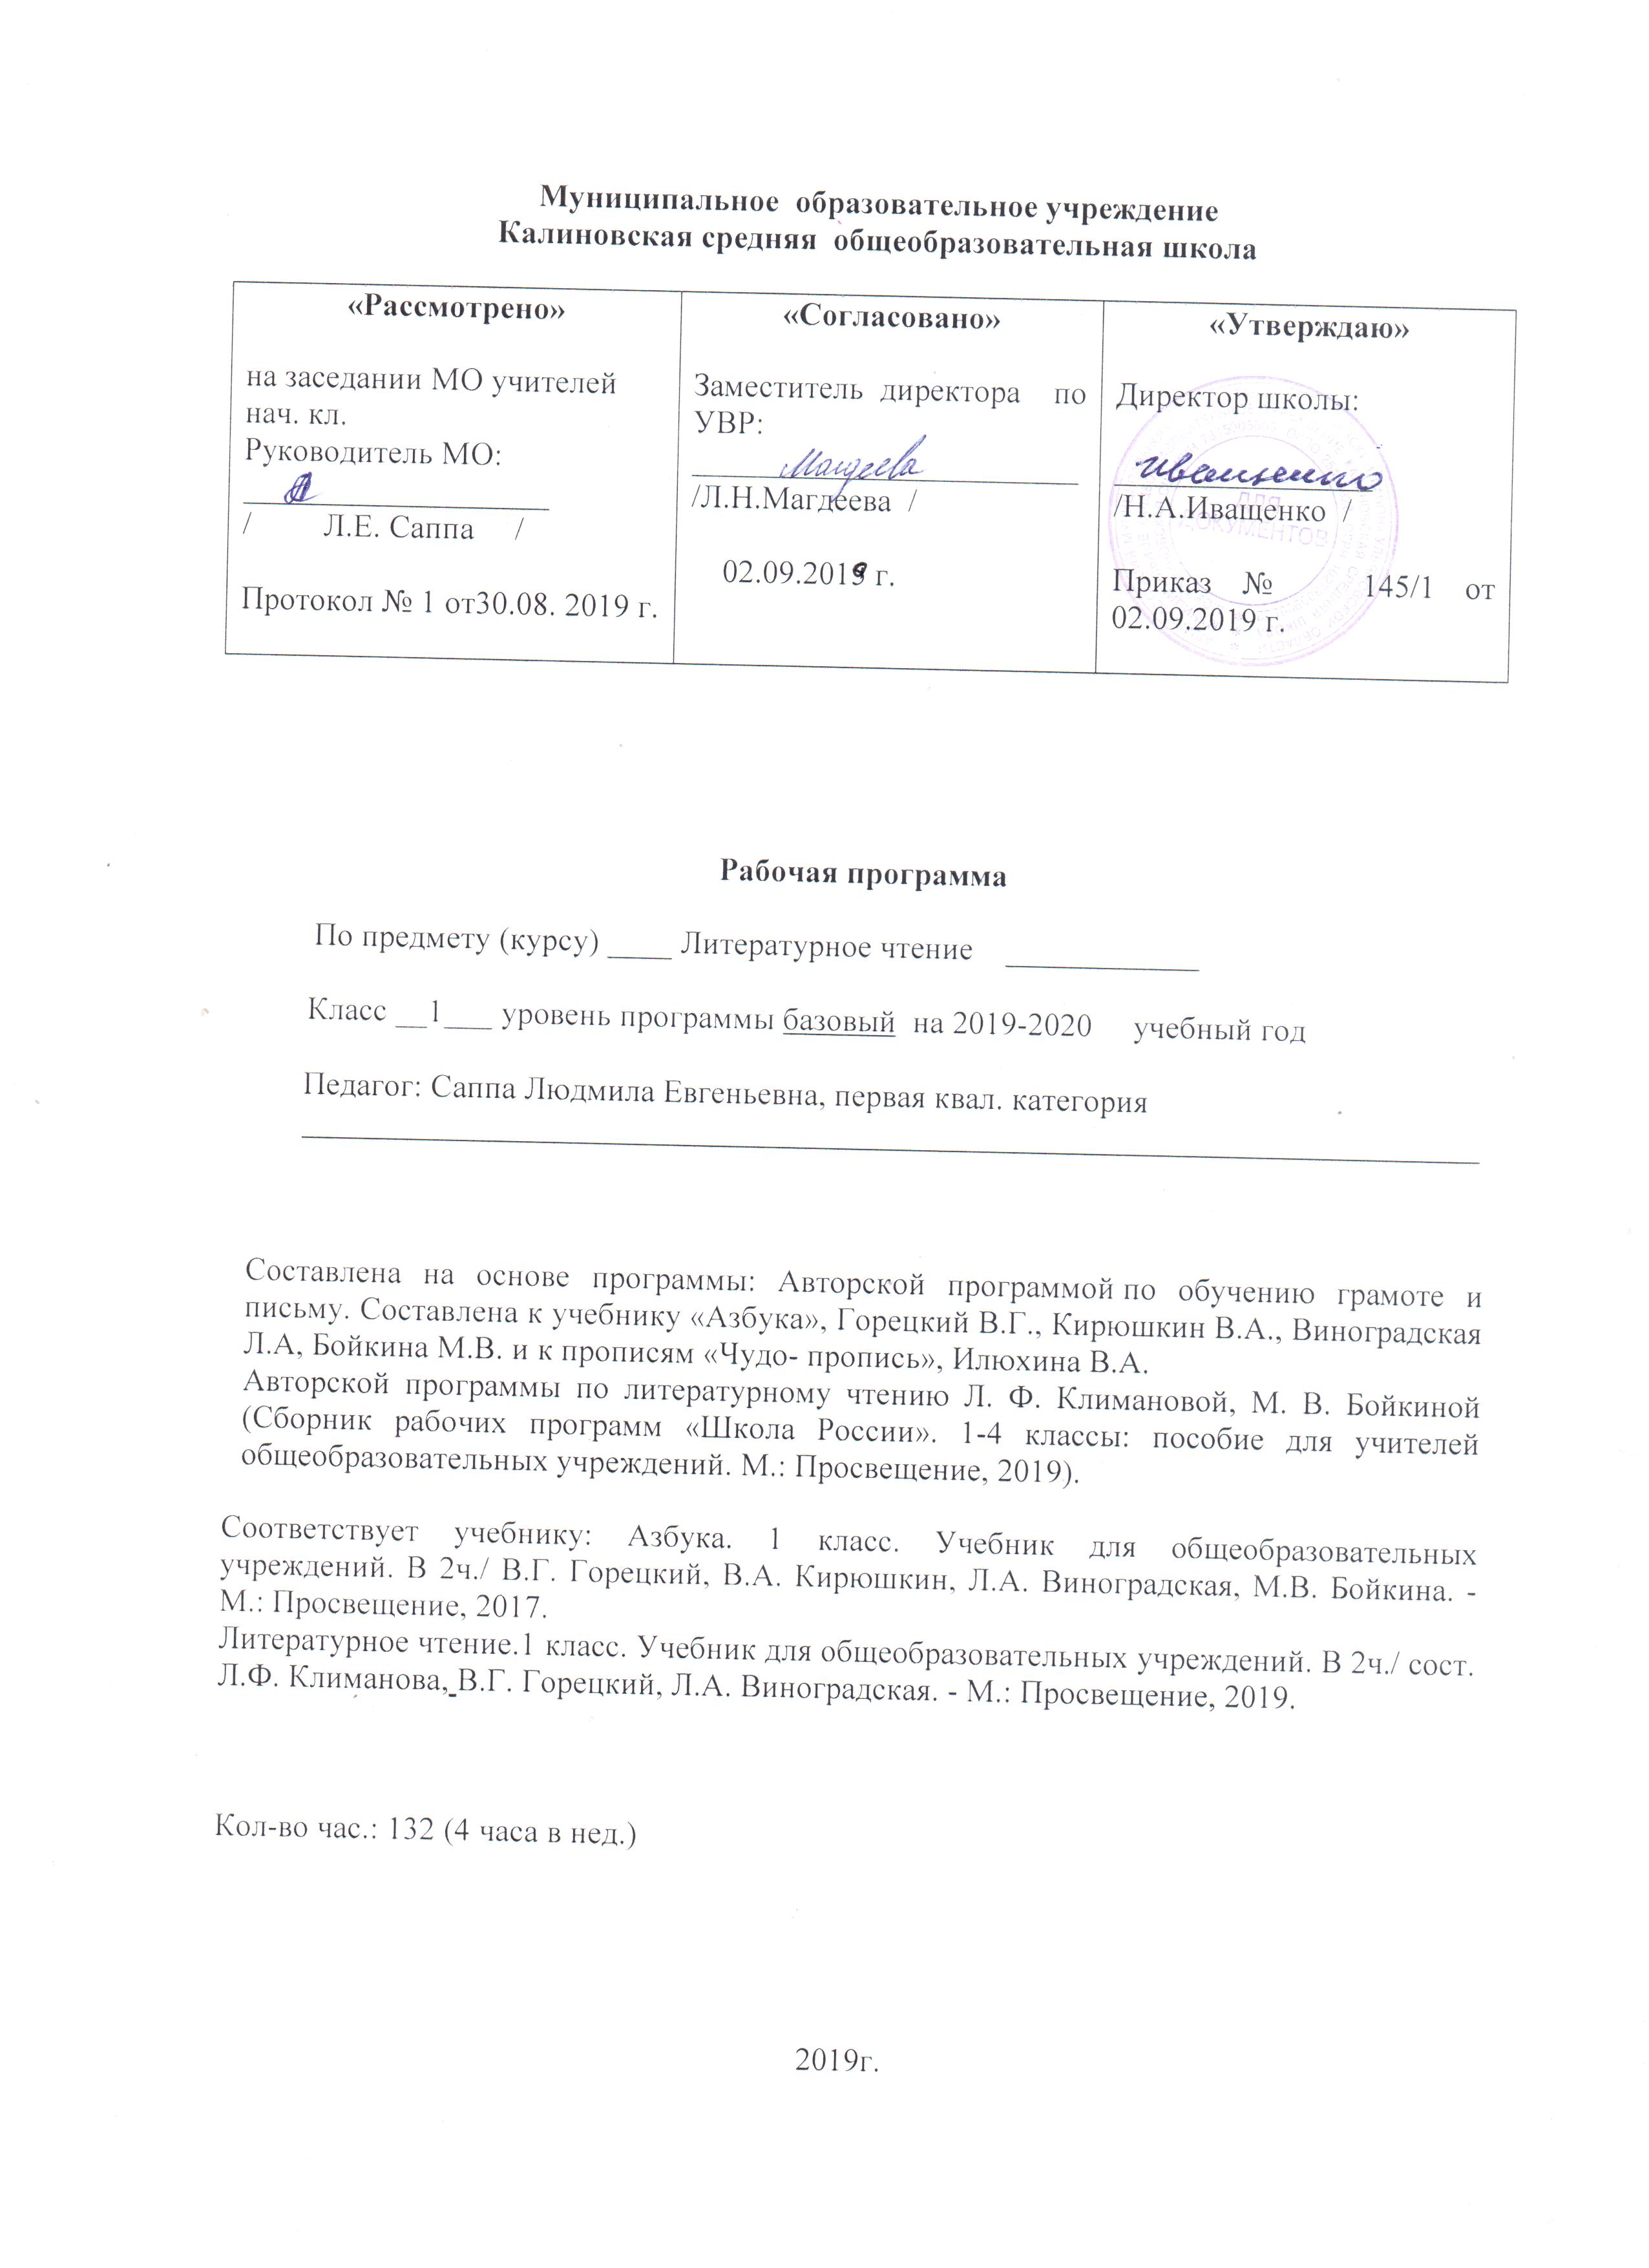 Муниципальное образовательное учреждение
Калиновская средняя общеобразовательная школа
«Рассмотрено»
на заседании МО учителей
нач. кл.
Руководитель МО:
/ Л.Е. Саппа /
Протокол № 1 от30.08. 2019 г.
«Согласовано»
Заместитель директора по
УВР:
Магдеева
/Л.Н.Магдеева /
02.09.2019 г.
«Утверждаю»
Директор школы:
Иващенко
/Н.А.Иващенко /
ДЛЯ
ДОКУМЕНТОВ
Приказ № 145/1 от
02.09.2019 г.
Рабочая программа
По предмету (курсу) ____ Литературное чтение ____________
Класс __1___ уровень программы базовый на 2019-2020 учебный год
Педагог: Саппа Людмила Евгеньевна, первая квал. категория
Составлена на основе программы: Авторской программой по обучению грамоте и
письму. Составлена к учебнику «Азбука», Горецкий В.Г., Кирюшкин В.А., Виноградская
Л.А, Бойкина М.В. и к прописям «Чудо- пропись», Илюхина В.А.
Авторской программы по литературному чтению Л. Ф. Климановой, М. В. Бойкиной
(Сборник рабочих программ «Школа России». 1-4 классы: пособие для учителей
общеобразовательных учреждений. М.: Просвещение, 2019).
Соответствует учебнику: Азбука. 1 класс. Учебник для общеобразовательных
учреждений. В 2ч./ В.Г. Горецкий, В.А. Кирюшкин, Л.А. Виноградская, М.В. Бойкина. -
М.: Просвещение, 2017.
Литературное чтение.1 класс. Учебник для общеобразовательных учреждений. В 2ч./ сост.
Л.Ф. Климанова, В.Г. Горецкий, Л.А. Виноградская. - М.: Просвещение, 2019.
Кол-во час.: 132 (4 часа в нед.)
2019г.